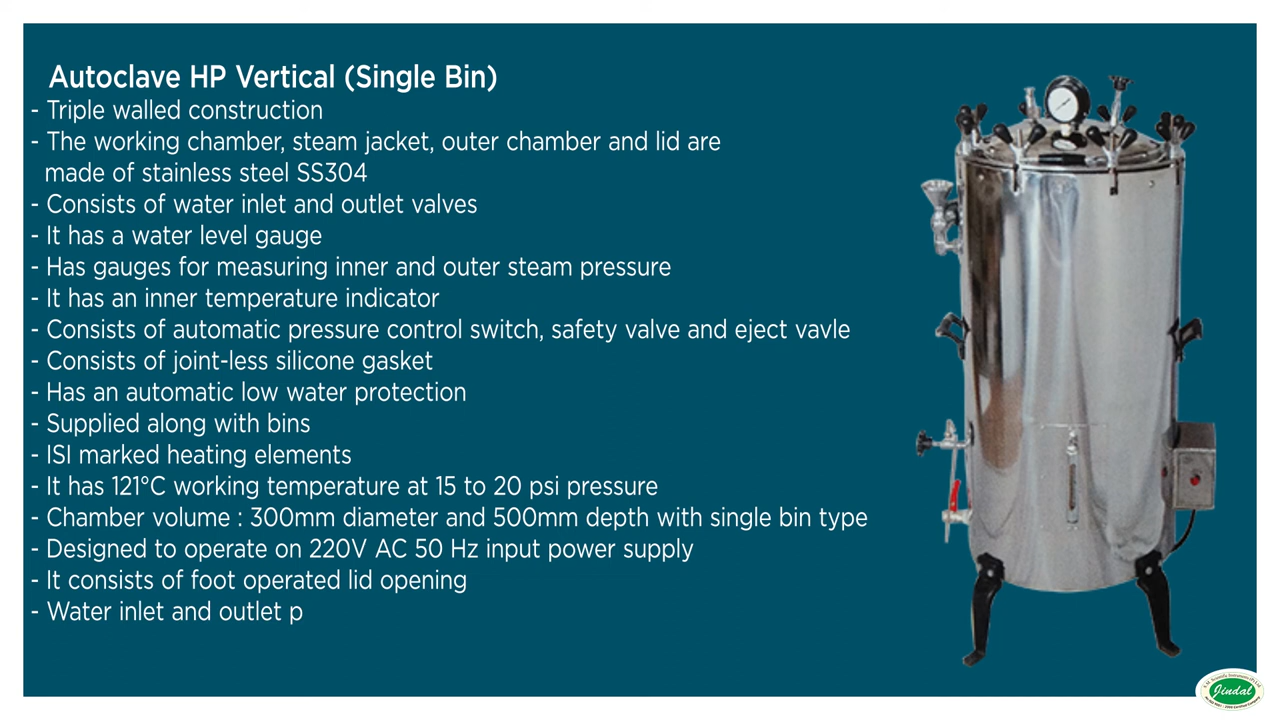 Autoclave HP Vertical (Single Bin)
- Triple walled construction
- The working chamber, steam jacket, outer chamber and lid are
made of stainless steel SS304
- Consists of water inlet and outlet valves
- It has a water level gauge
- Has gauges for measuring inner and outer steam pressure
- It has an inner temperature indicator
- Consists of automatic pressure control switch, safety valve and eject vavle
- Consists of joint-less silicone gasket
- Has an automatic low water protection
- Supplied along with bins
- ISI marked heating elements
- It has 121°C working temperature at 15 to 20 psi pressure
- Chamber volume : 300mm diameter and 500mm depth with single bin type
- Designed to operate on 220V AC 50 Hz input power supply
- It consists of foot operated lid opening
- Water inlet and outlet p
Jindal